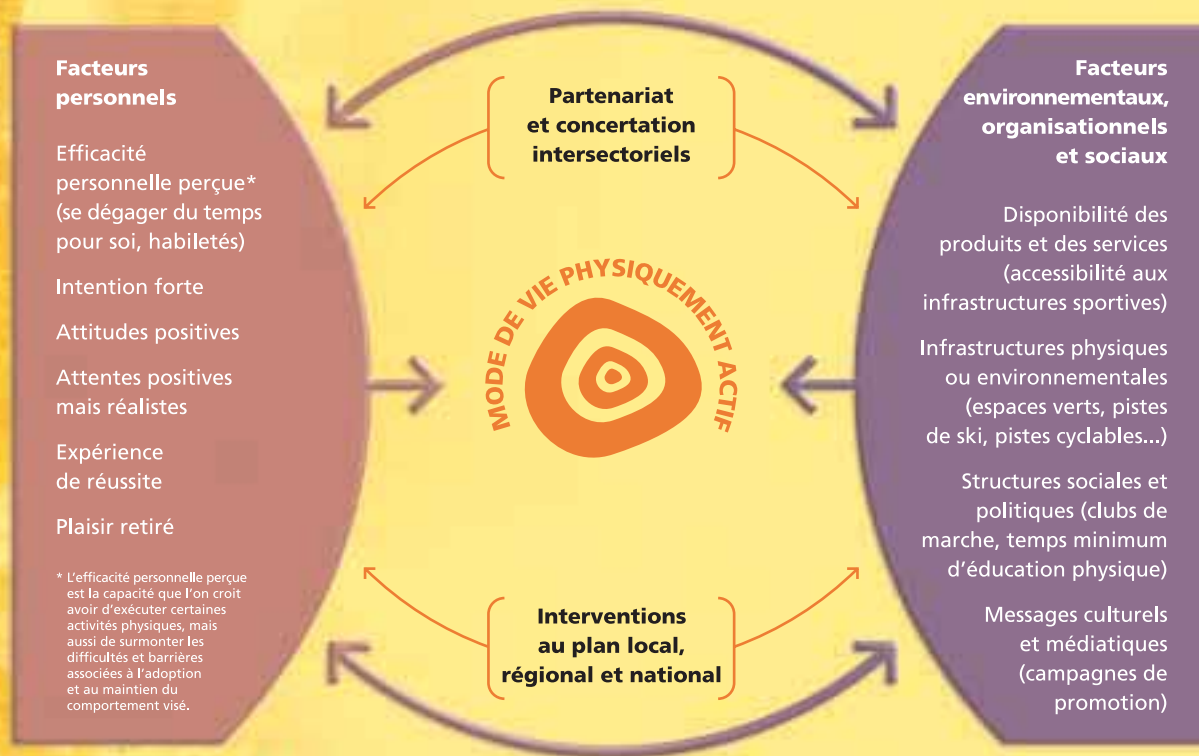 Facteurs
personnels
Efficacité
personnelle perçue*
(se dégager du temps
pour soi, habiletés)
Intention forte
Attitudes positives
Attentes positives
mais réalistes
Expérience
de réussite
Plaisir retiré
* L'efficacité personnelle perçue
est la capacité que l'on croit
avoir d'exécuter certaines
activités physiques, mais
aussi de surmonter les
difficultés et barrières
associées à l'adoption
et au maintien du
comportement visé.
Partenariat
et concertation
intersectoriels
MODE DE VIE PHYSIQUEMENT ACTIF
Interventions
au plan local,
régional et national
Facteurs
environnementaux,
organisationnels
et sociaux
Disponibilité des
produits et des services
(accessibilité aux
infrastructures sportives)
Infrastructures physiques
ou environnementales
(espaces verts, pistes
de ski, pistes cyclables...)
Structures sociales et
politiques (clubs de
marche, temps minimum
d'éducation physique)
Messages culturels
et médiatiques
(campagnes de
promotion)